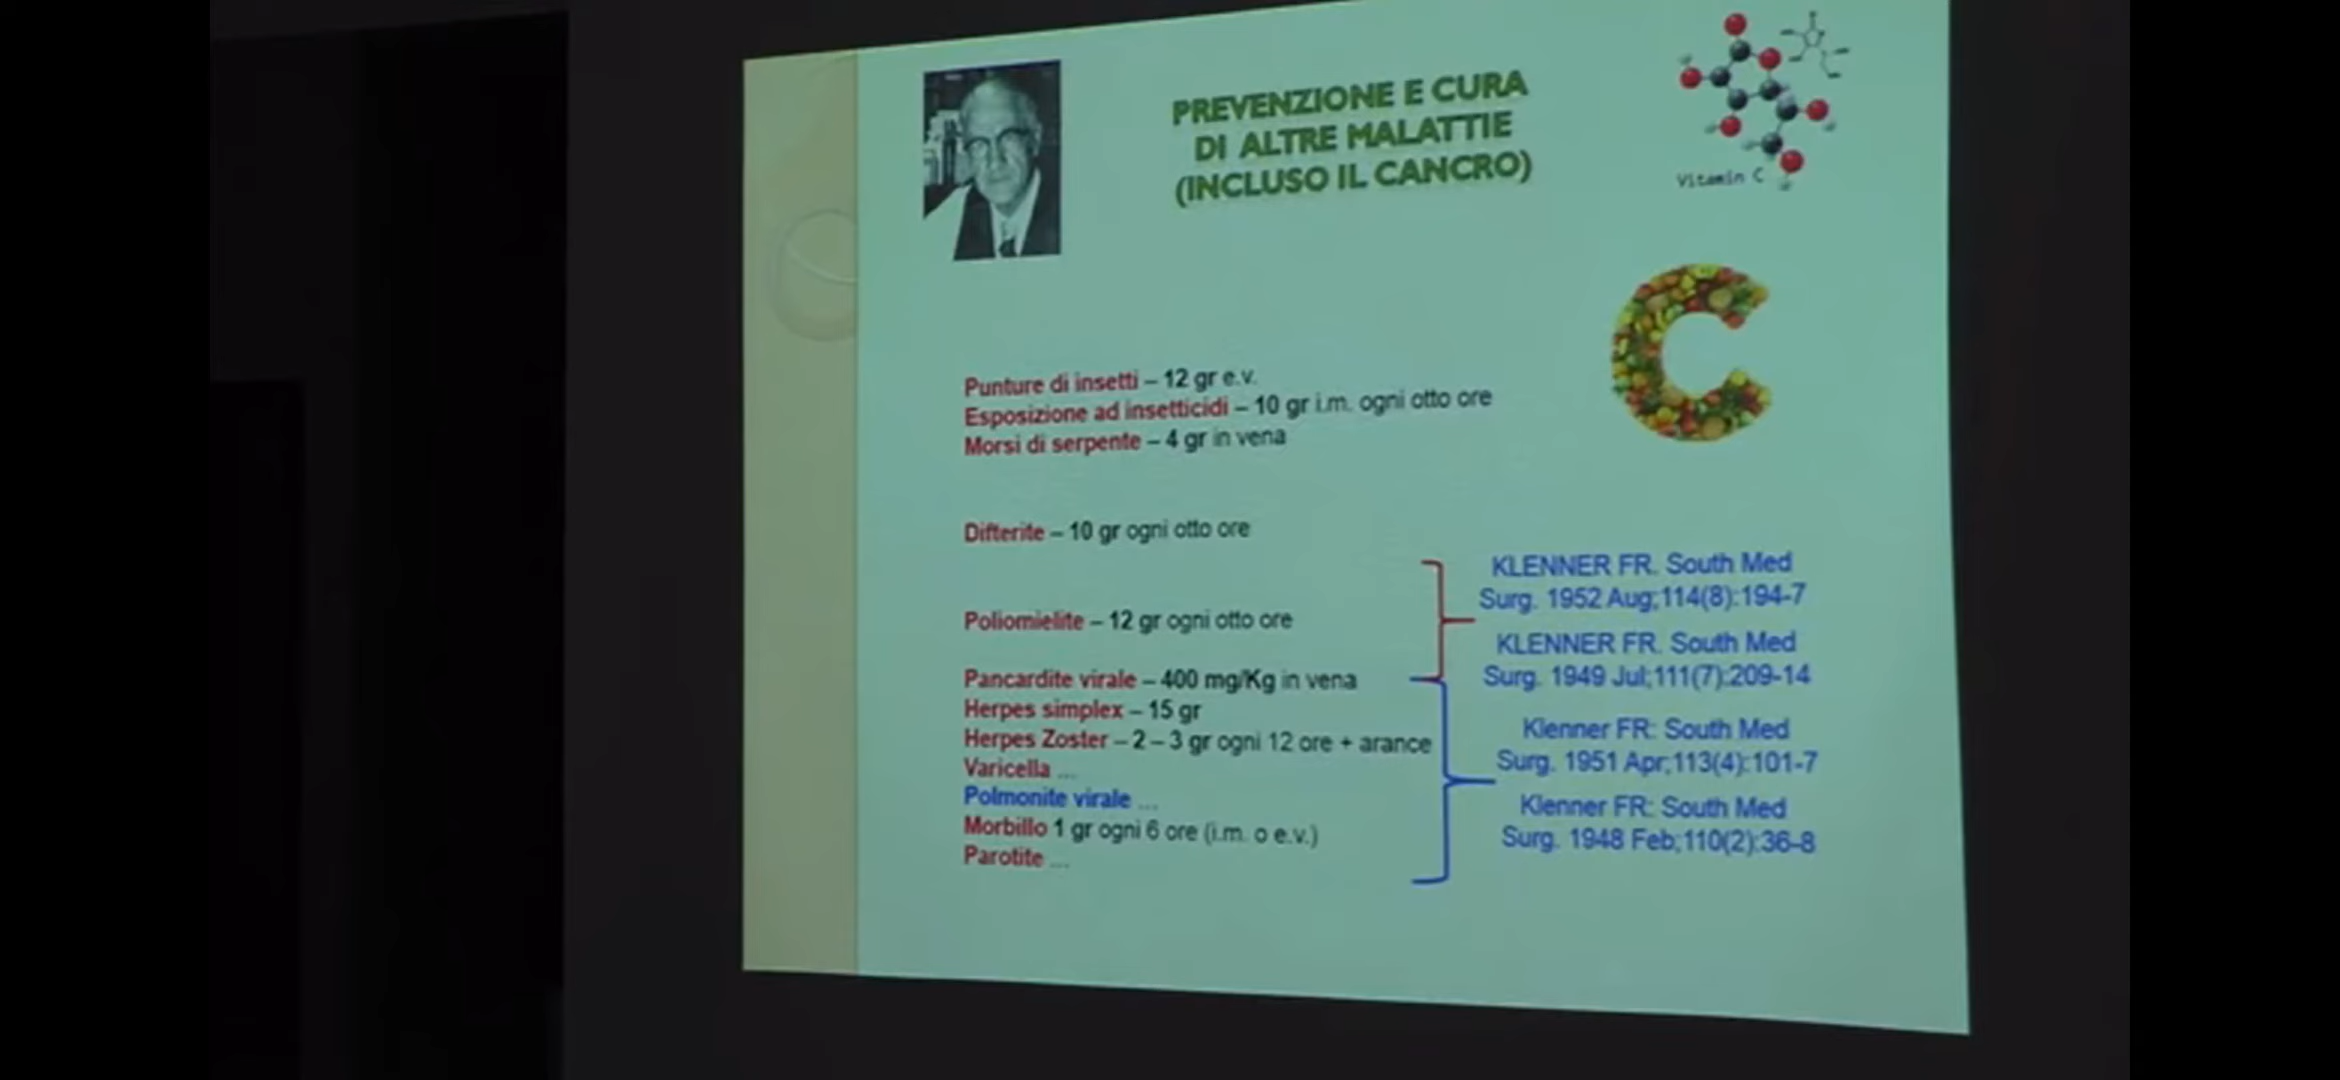 PREVENZIONE E CURA
DI ALTRE MALATTIE
(INCLUSO IL CANCRO)
Vitamin C
C
Punture di insetti – 12 gr e.v.
Esposizione ad insetticidi – 10 gr i.m. ogni otto ore
Morsi di serpente – 4 gr in vena
Difterite – 10 gr ogni otto ore
Poliomielite – 12 gr ogni otto ore
Pancardite virale – 400 mg/Kg in vena
Herpes simplex – 15 gr
Herpes Zoster – 2 – 3 gr ogni 12 ore + arance
Varicella ...
Polmonite virale ...
Morbillo 1 gr ogni 6 ore (i.m. o e.v.)
Parotite ...
KLENNER FR. South Med
Surg. 1952 Aug;114(8):194-7
KLENNER FR. South Med
Surg. 1949 Jul;111(7):209-14
Klenner FR: South Med
Surg. 1951 Apr;113(4):101-7
Klenner FR: South Med
Surg. 1948 Feb;110(2):36-8